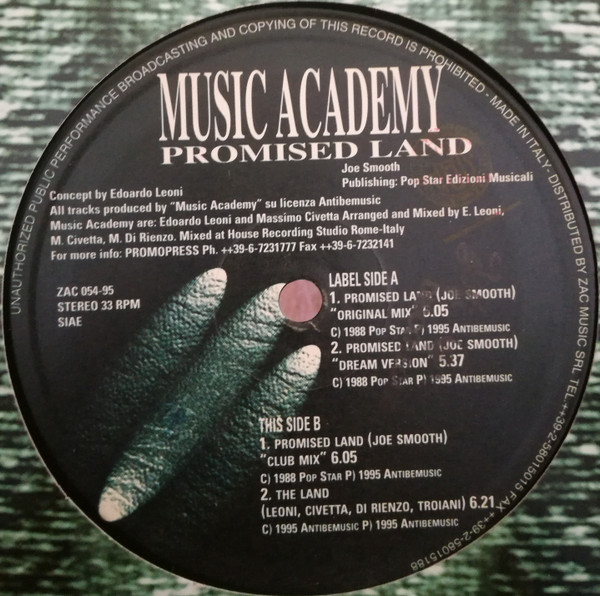 UNAUTHORIZED PUBLIC PERFORMANCE BROADCASTING AND COPYING OF THIS RECORD IS PROHIBITED - MADE IN ITALY - DISTRIBUTED BY ZAC MUSIC SRL TEL. ++39-2-58015015 FAX ++39-2-58015188
MUSIC ACADEMY
PROMISED LAND
Joe Smooth
Publishing: Pop Star Edizioni Musicali
Concept by Edoardo Leoni
All tracks produced by "Music Academy" su licenza Antibemusic
Music Academy are: Edoardo Leoni and Massimo Civetta Arranged and Mixed by E. Leoni,
M. Civetta, M. Di Rienzo. Mixed at House Recording Studio Rome-Italy
For more info: PROMOPRESS Ph. ++39-6-7231777 Fax ++39-6-7232141
ZAC 054-95
STEREO 33 RPM
SIAE
LABEL SIDE A
1. PROMISED LAND (JOE SMOOTH)
"ORIGINAL MIX" 6.05
C) 1988 POP STAR P) 1995 ANTIBEMUSIC
2. PROMISED LAND (JOE SMOOTH)
"DREAM VERSION" 5.37
C) 1988 POP STAR P) 1995 ANTIBEMUSIC
THIS SIDE B
1. PROMISED LAND (JOE SMOOTH)
"CLUB MIX" 6.05
C) 1988 POP STAR P) 1995 ANTIBEMUSIC
2. THE LAND
(LEONI, CIVETTA, DI RIENZO, TROIANI) 6.21
C) 1995 ANTIBEMUSIC P) 1995 ANTIBEMUSIC